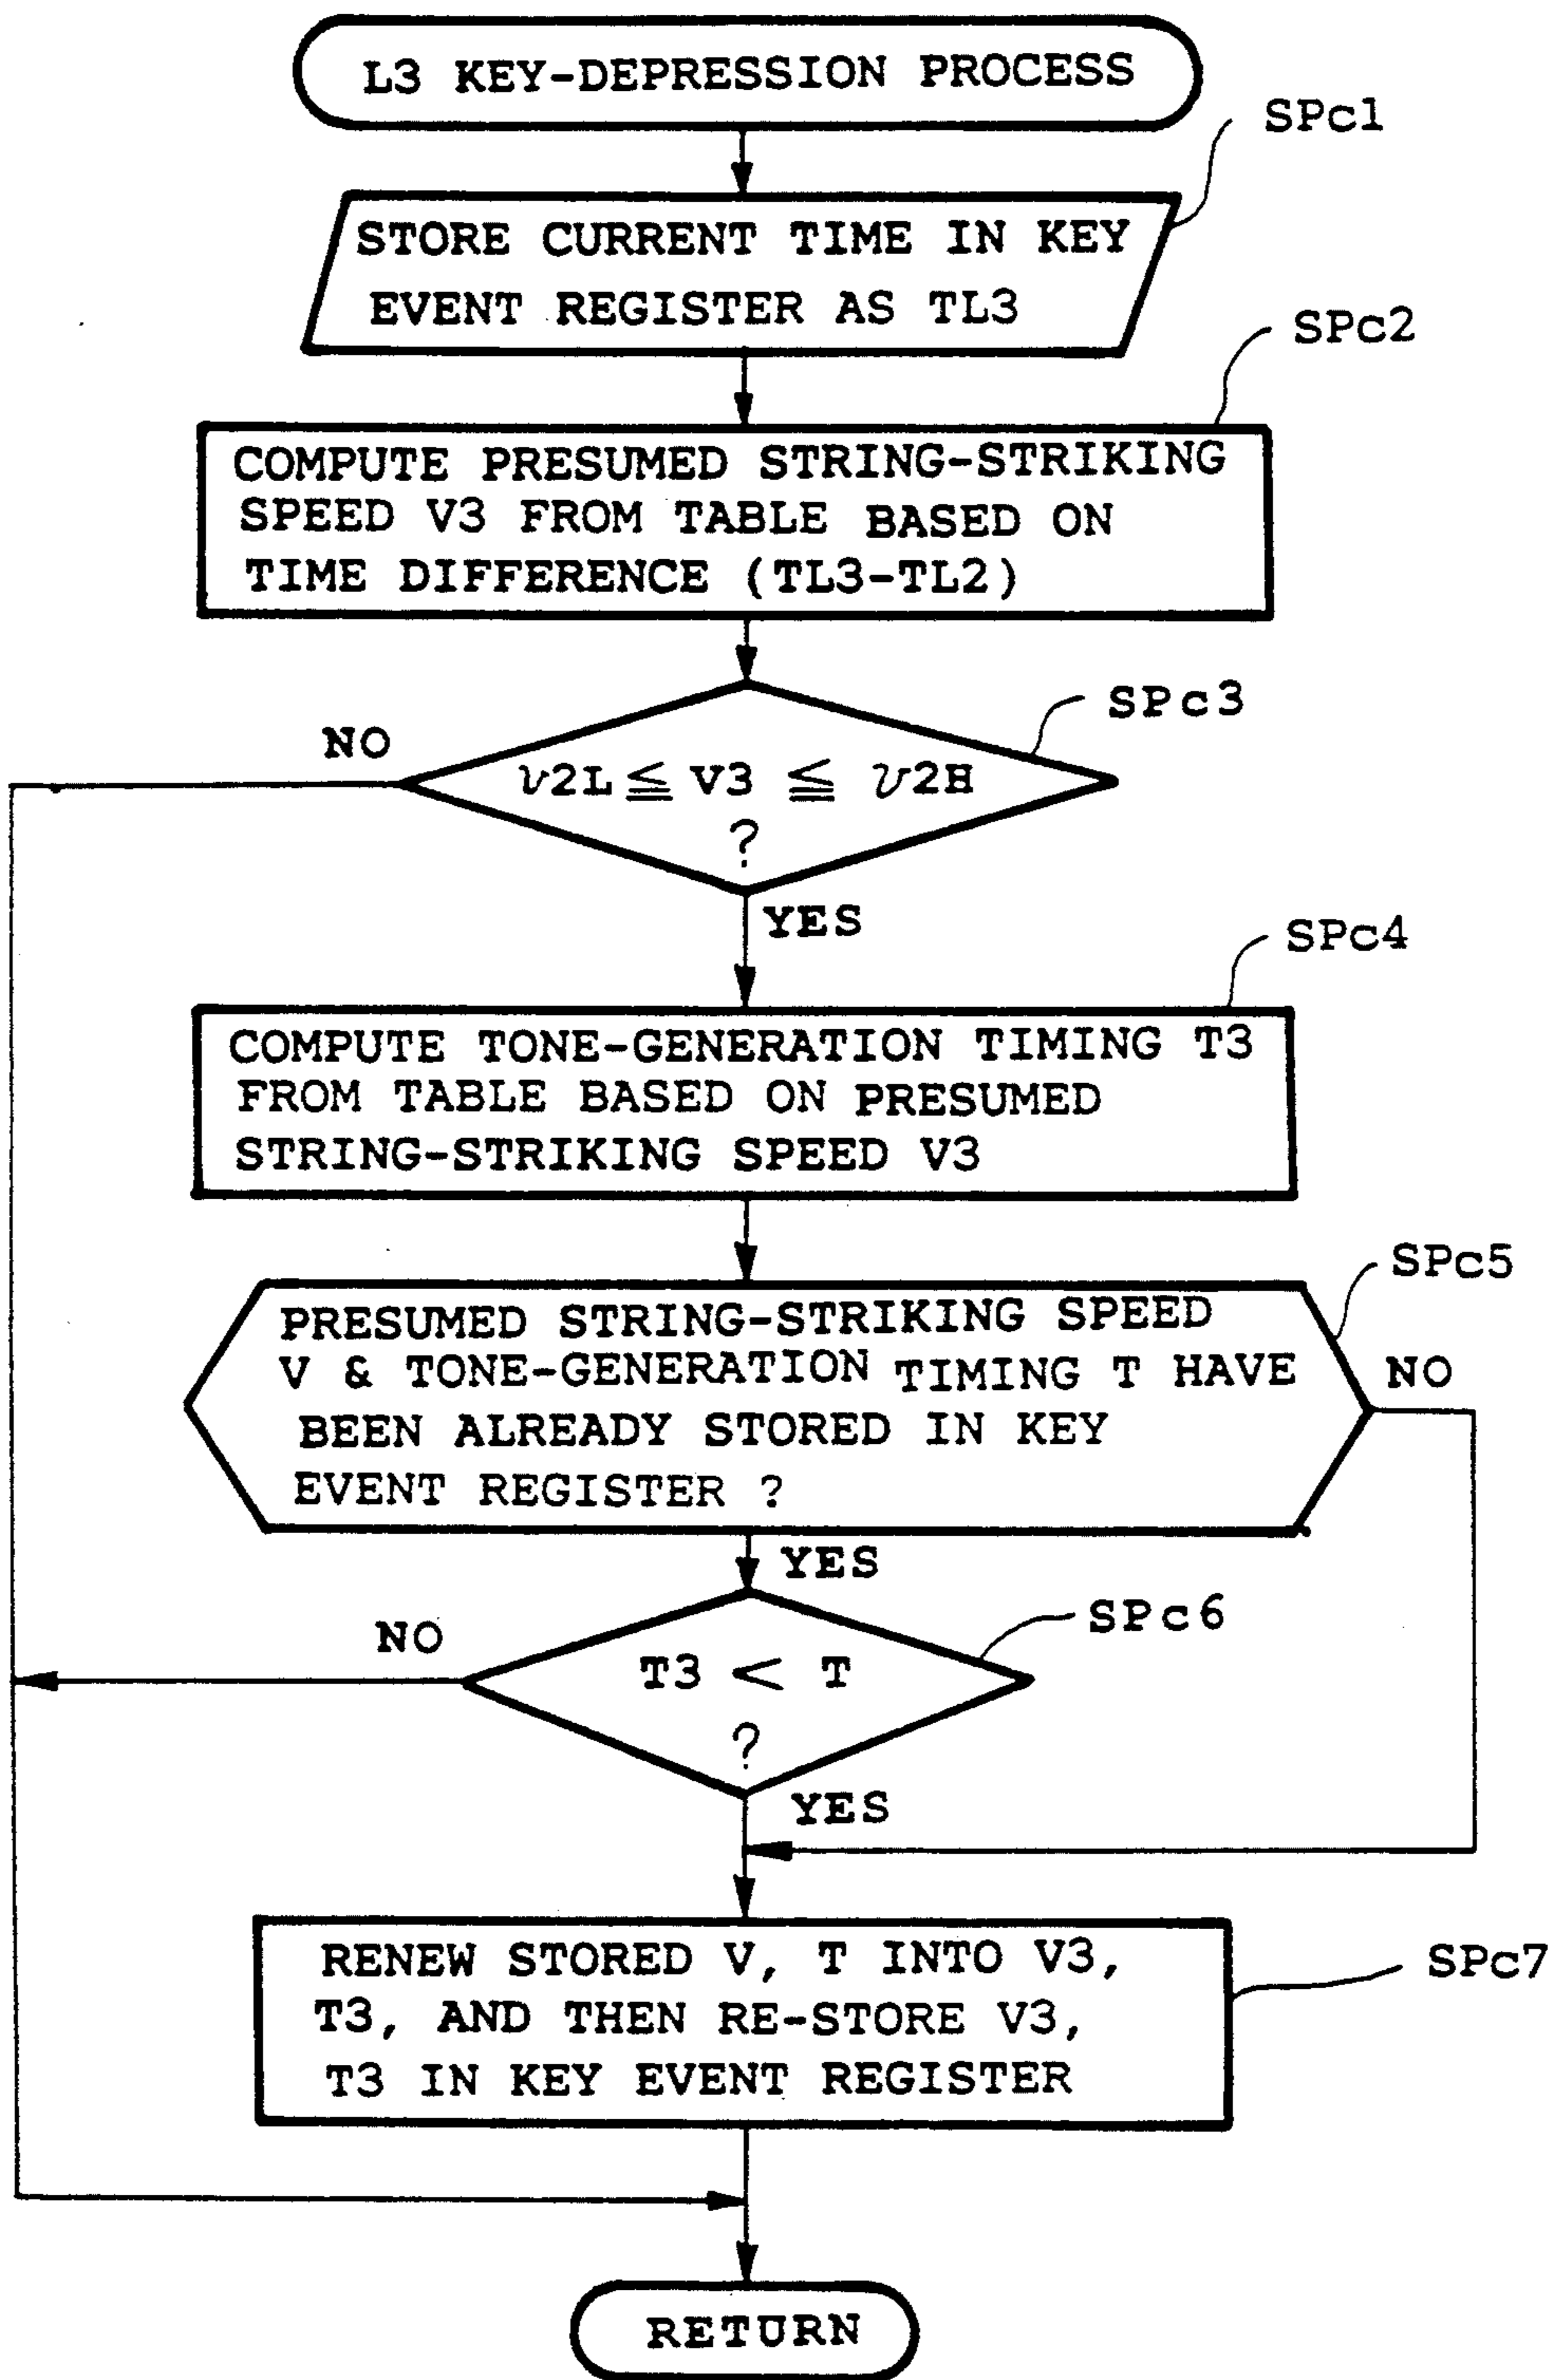 L3 KEY-DEPRESSION PROCESS
SPc1
STORE CURRENT TIME IN KEY
EVENT REGISTER AS TL3
SPc2
COMPUTE PRESUMED STRING-STRIKING
SPEED V3 FROM TABLE BASED ON
TIME DIFFERENCE (TL3-TL2)
SPc3
NO
v2L ≦ V3 ≦ v2H
?
YES
SPc4
COMPUTE TONE-GENERATION TIMING T3
FROM TABLE BASED ON PRESUMED
STRING-STRIKING SPEED V3
SPc5
PRESUMED STRING-STRIKING SPEED
V & TONE-GENERATION TIMING T HAVE
BEEN ALREADY STORED IN KEY
EVENT REGISTER ?
NO
YES
SPc6
NO
T3 < T
?
YES
RENEW STORED V, T INTO V3,
T3, AND THEN RE-STORE V3,
T3 IN KEY EVENT REGISTER
SPc7
RETURN